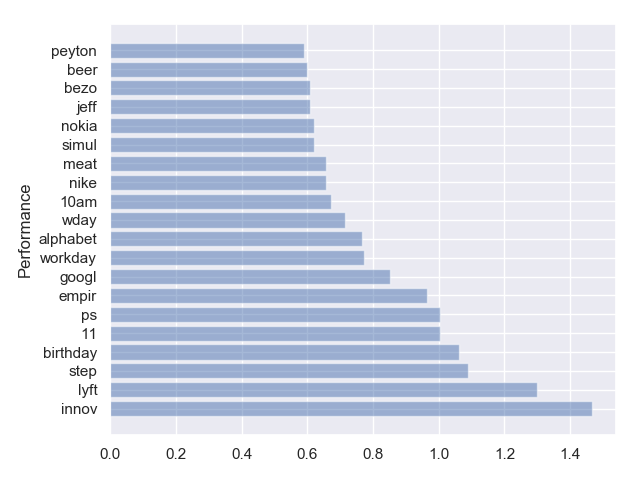 peyton
beer
bezo
jeff
nokia
simul
meat
nike
10am
wday
alphabet
workday
googl
empir
ps
11
birthday
step
lyft
innov
Performance
0.0 0.2 0.4 0.6 0.8 1.0 1.2 1.4